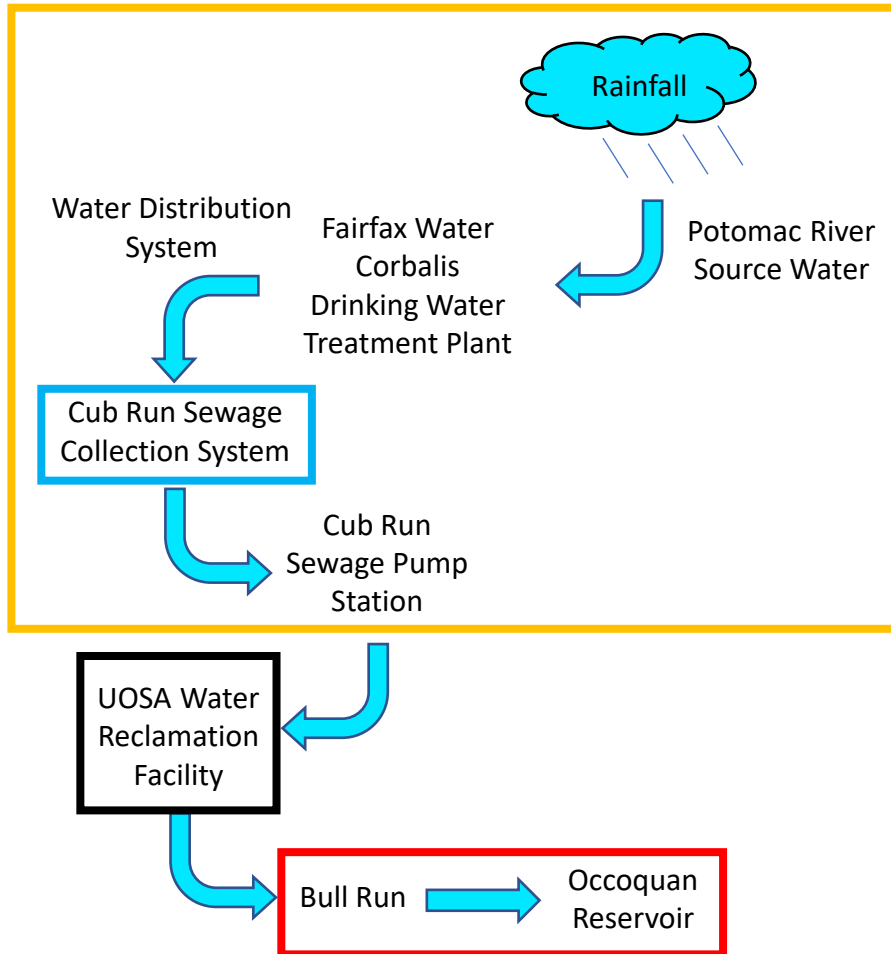 Rainfall
Potomac River
Source Water
Fairfax Water
Corbalis
Drinking Water
Treatment Plant
Water Distribution
System
Cub Run Sewage
Collection System
Cub Run
Sewage Pump
Station
UOSA Water
Reclamation
Facility
Bull Run
Occoquan
Reservoir